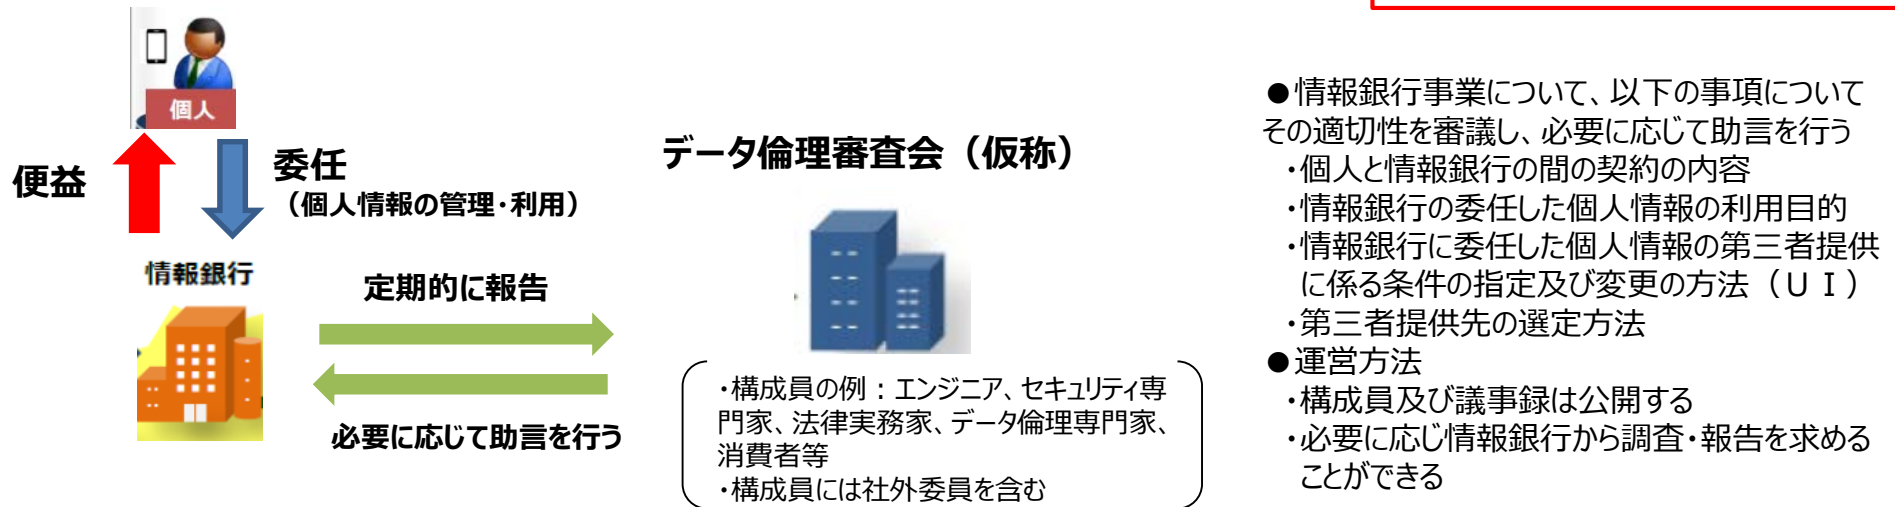 個人
便益
委任
（個人情報の管理・利用）
情報銀行
定期的に報告
必要に応じて助言を行う
データ倫理審査会（仮称）
・構成員の例：エンジニア、セキュリティ専
門家、法律実務家、データ倫理専門家、
消費者等
・構成員には社外委員を含む
●情報銀行事業について、以下の事項について
その適切性を審議し、必要に応じて助言を行う
・個人と情報銀行の間の契約の内容
・情報銀行の委任した個人情報の利用目的
・情報銀行に委任した個人情報の第三者提供
に係る条件の指定及び変更の方法（ＵＩ）
・第三者提供先の選定方法
●運営方法
・構成員及び議事録は公開する
・必要に応じ情報銀行から調査・報告を求める
ことができる